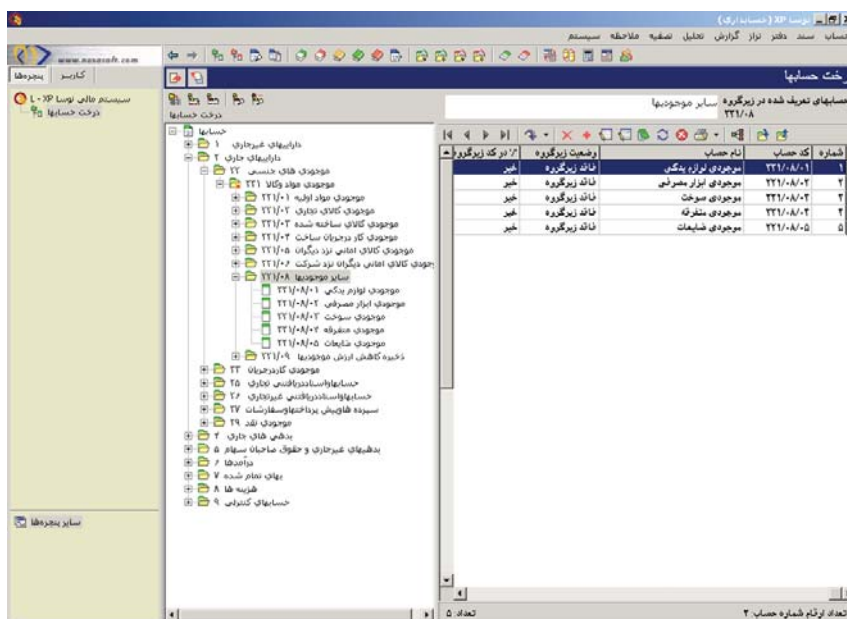 نوسا XP (حسابداری)
حساب سند دفتر تراز گزارش تحلیل تصفیه ملاحظه سیستم
www.nosasoft.com
کاربر
پنجره‌ها
سیستم مالی نوسا L - XP
درخت حسابها
سایر پنجره‌ها
رخت حسابها
درخت حسابها
حسابهای تعریف شده در زیرگروه سایر موجودیها
۲۲۱/۰۸
حسابها
داراییهای غیرجاری ۱
داراییهای جاری ۲
موجودی های جنسی ۲۲
موجودی مواد وکالا ۲۲۱
موجودی مواد اولیه ۲۲۱/۰۱
موجودی کالای تجاری ۲۲۱/۰۲
موجودی کالای ساخته شده ۲۲۱/۰۳
موجودی کار درجریان ساخت ۲۲۱/۰۴
موجودی کالای امانی نزد دیگران ۲۲۱/۰۵
وجودی کالای امانی دیگران نزد شرکت ۲۲۱/۰۶
سایر موجودیها ۲۲۱/۰۸
موجودی لوازم یدکی ۲۲۱/۰۸/۰۱
موجودی ابزار مصرفی ۲۲۱/۰۸/۰۲
موجودی سوخت ۲۲۱/۰۸/۰۳
موجودی متفرقه ۲۲۱/۰۸/۰۴
موجودی ضایعات ۲۲۱/۰۸/۰۵
ذخیره کاهش ارزش موجودیها ۲۲۱/۰۹
موجودی کاردرجریان ۲۳
حسابهاواسناددریافتنی تجاری ۲۵
حسابهاواسناددریافتنی غیرتجاری ۲۶
سپرده هاوپیش پرداختهاوسفارشات ۲۷
موجودی نقد ۲۹
بدهی های جاری ۴
بدهیهای غیرجاری و حقوق صاحبان سهام ۵
درآمدها ۶
بهای تمام شده ۷
هزینه ها ۸
حسابهای کنترلی ۹
شماره کد حساب نام حساب وضعیت زیرگروه ٪ در کد زیرگروه
۱ ۲۲۱/۰۸/۰۱ موجودی لوازم یدکی فاقد زیرگروه خیر
۲ ۲۲۱/۰۸/۰۲ موجودی ابزار مصرفی فاقد زیرگروه خیر
۳ ۲۲۱/۰۸/۰۳ موجودی سوخت فاقد زیرگروه خیر
۴ ۲۲۱/۰۸/۰۴ موجودی متفرقه فاقد زیرگروه خیر
۵ ۲۲۱/۰۸/۰۵ موجودی ضایعات فاقد زیرگروه خیر
تعداد ارقام شماره حساب: ۲
تعداد: ۵